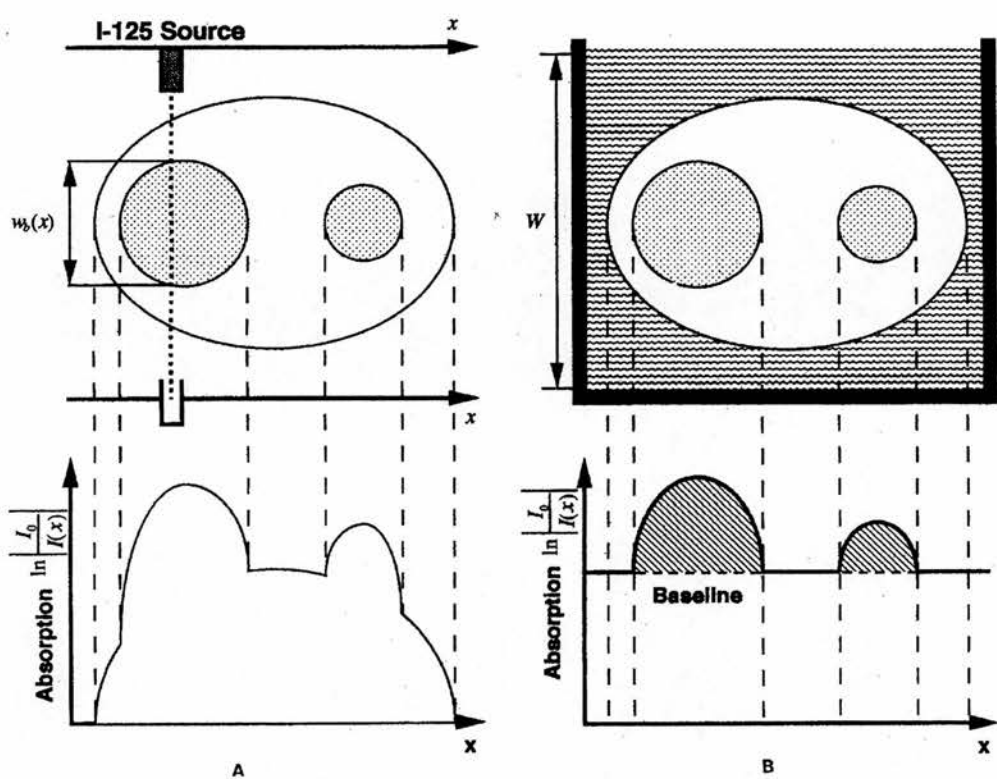 I-125 Source
x
w_b(x)
x
Absorption ln I_0 / I(x)
x
A
W
Absorption ln I_0 / I(x)
Baseline
x
B